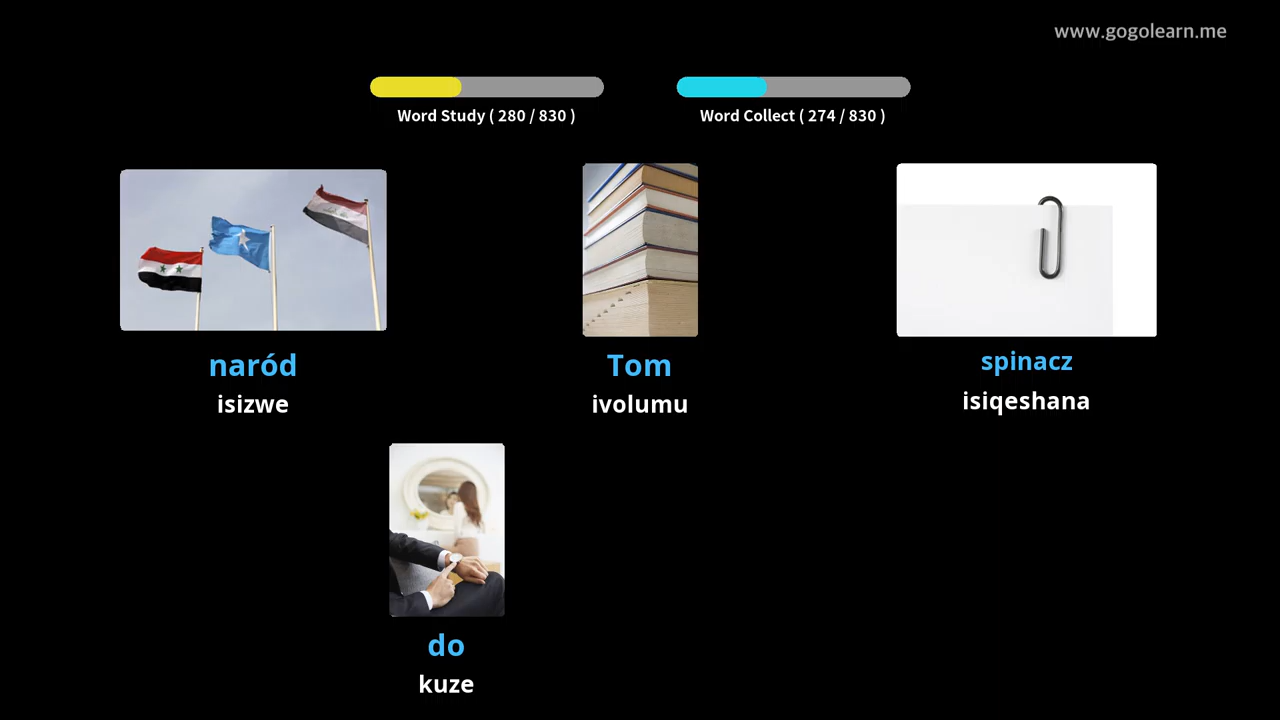 www.gogolearn.me
Word Study ( 280 / 830 )
Word Collect ( 274 / 830 )
naród
isizwe
Tom
ivolumu
spinacz
isiqeshana
do
kuze